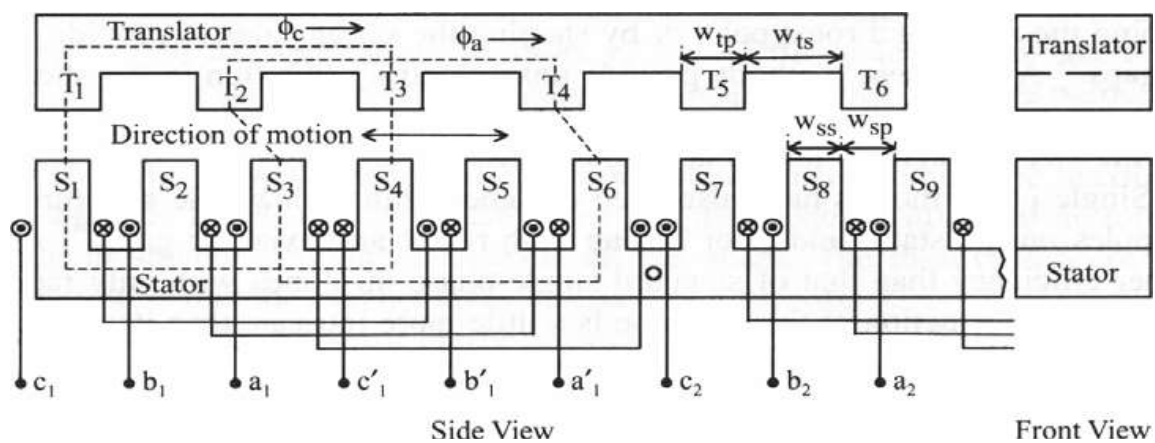 Translator ϕc ϕa wtp wts
T1 T2 T3 T4 T5 T6 Translator
Direction of motion wss wsp
S1 S2 S3 S4 S5 S6 S7 S8 S9
Stator Stator
c1 b1 a1 c'1 b'1 a'1 c2 b2 a2
Side View Front View